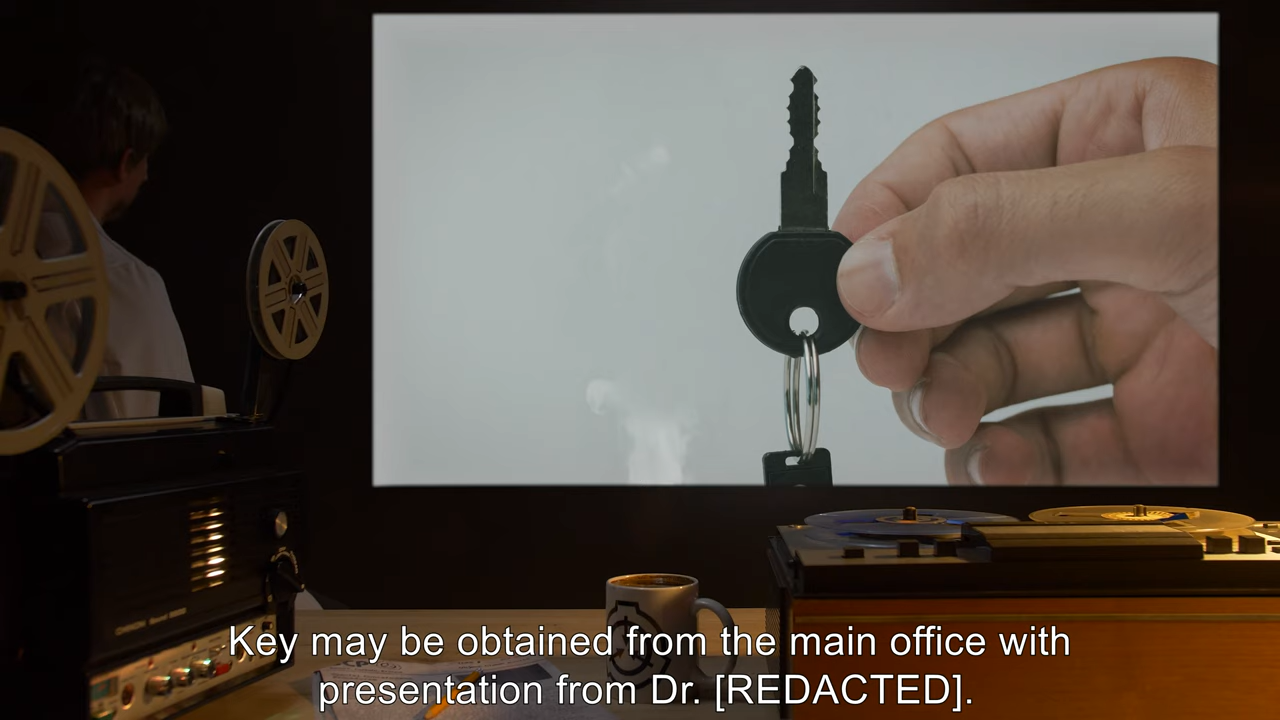 Key may be obtained from the main office with
presentation from Dr. [REDACTED].